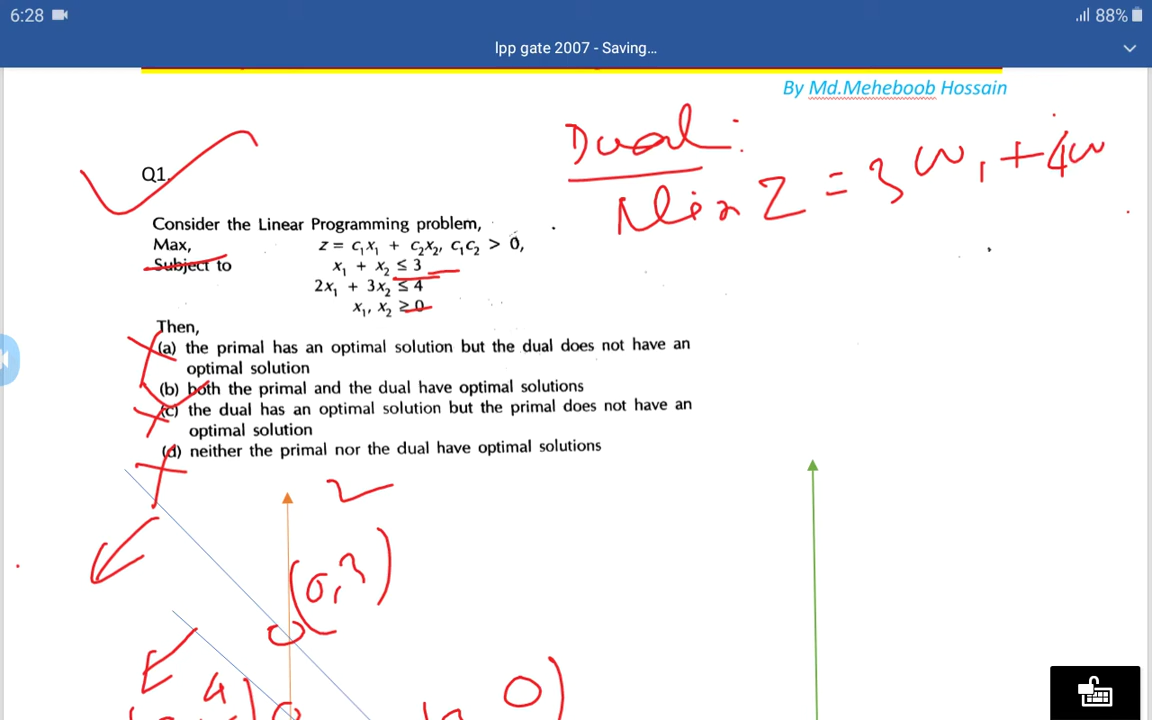 6:28 88%
lpp gate 2007 - Saving...
By Md.Meheboob Hossain
Dual:
Min Z = 3w₁ + 4w
Q1.
Consider the Linear Programming problem,
Max, z = c₁x₁ + c₂x₂, c₁c₂ > 0,
Subject to x₁ + x₂ ≤ 3
2x₁ + 3x₂ ≤ 4
x₁, x₂ ≥ 0
Then,
(a) the primal has an optimal solution but the dual does not have an
optimal solution
(b) both the primal and the dual have optimal solutions
(c) the dual has an optimal solution but the primal does not have an
optimal solution
(d) neither the primal nor the dual have optimal solutions
(0,3)
4
0)